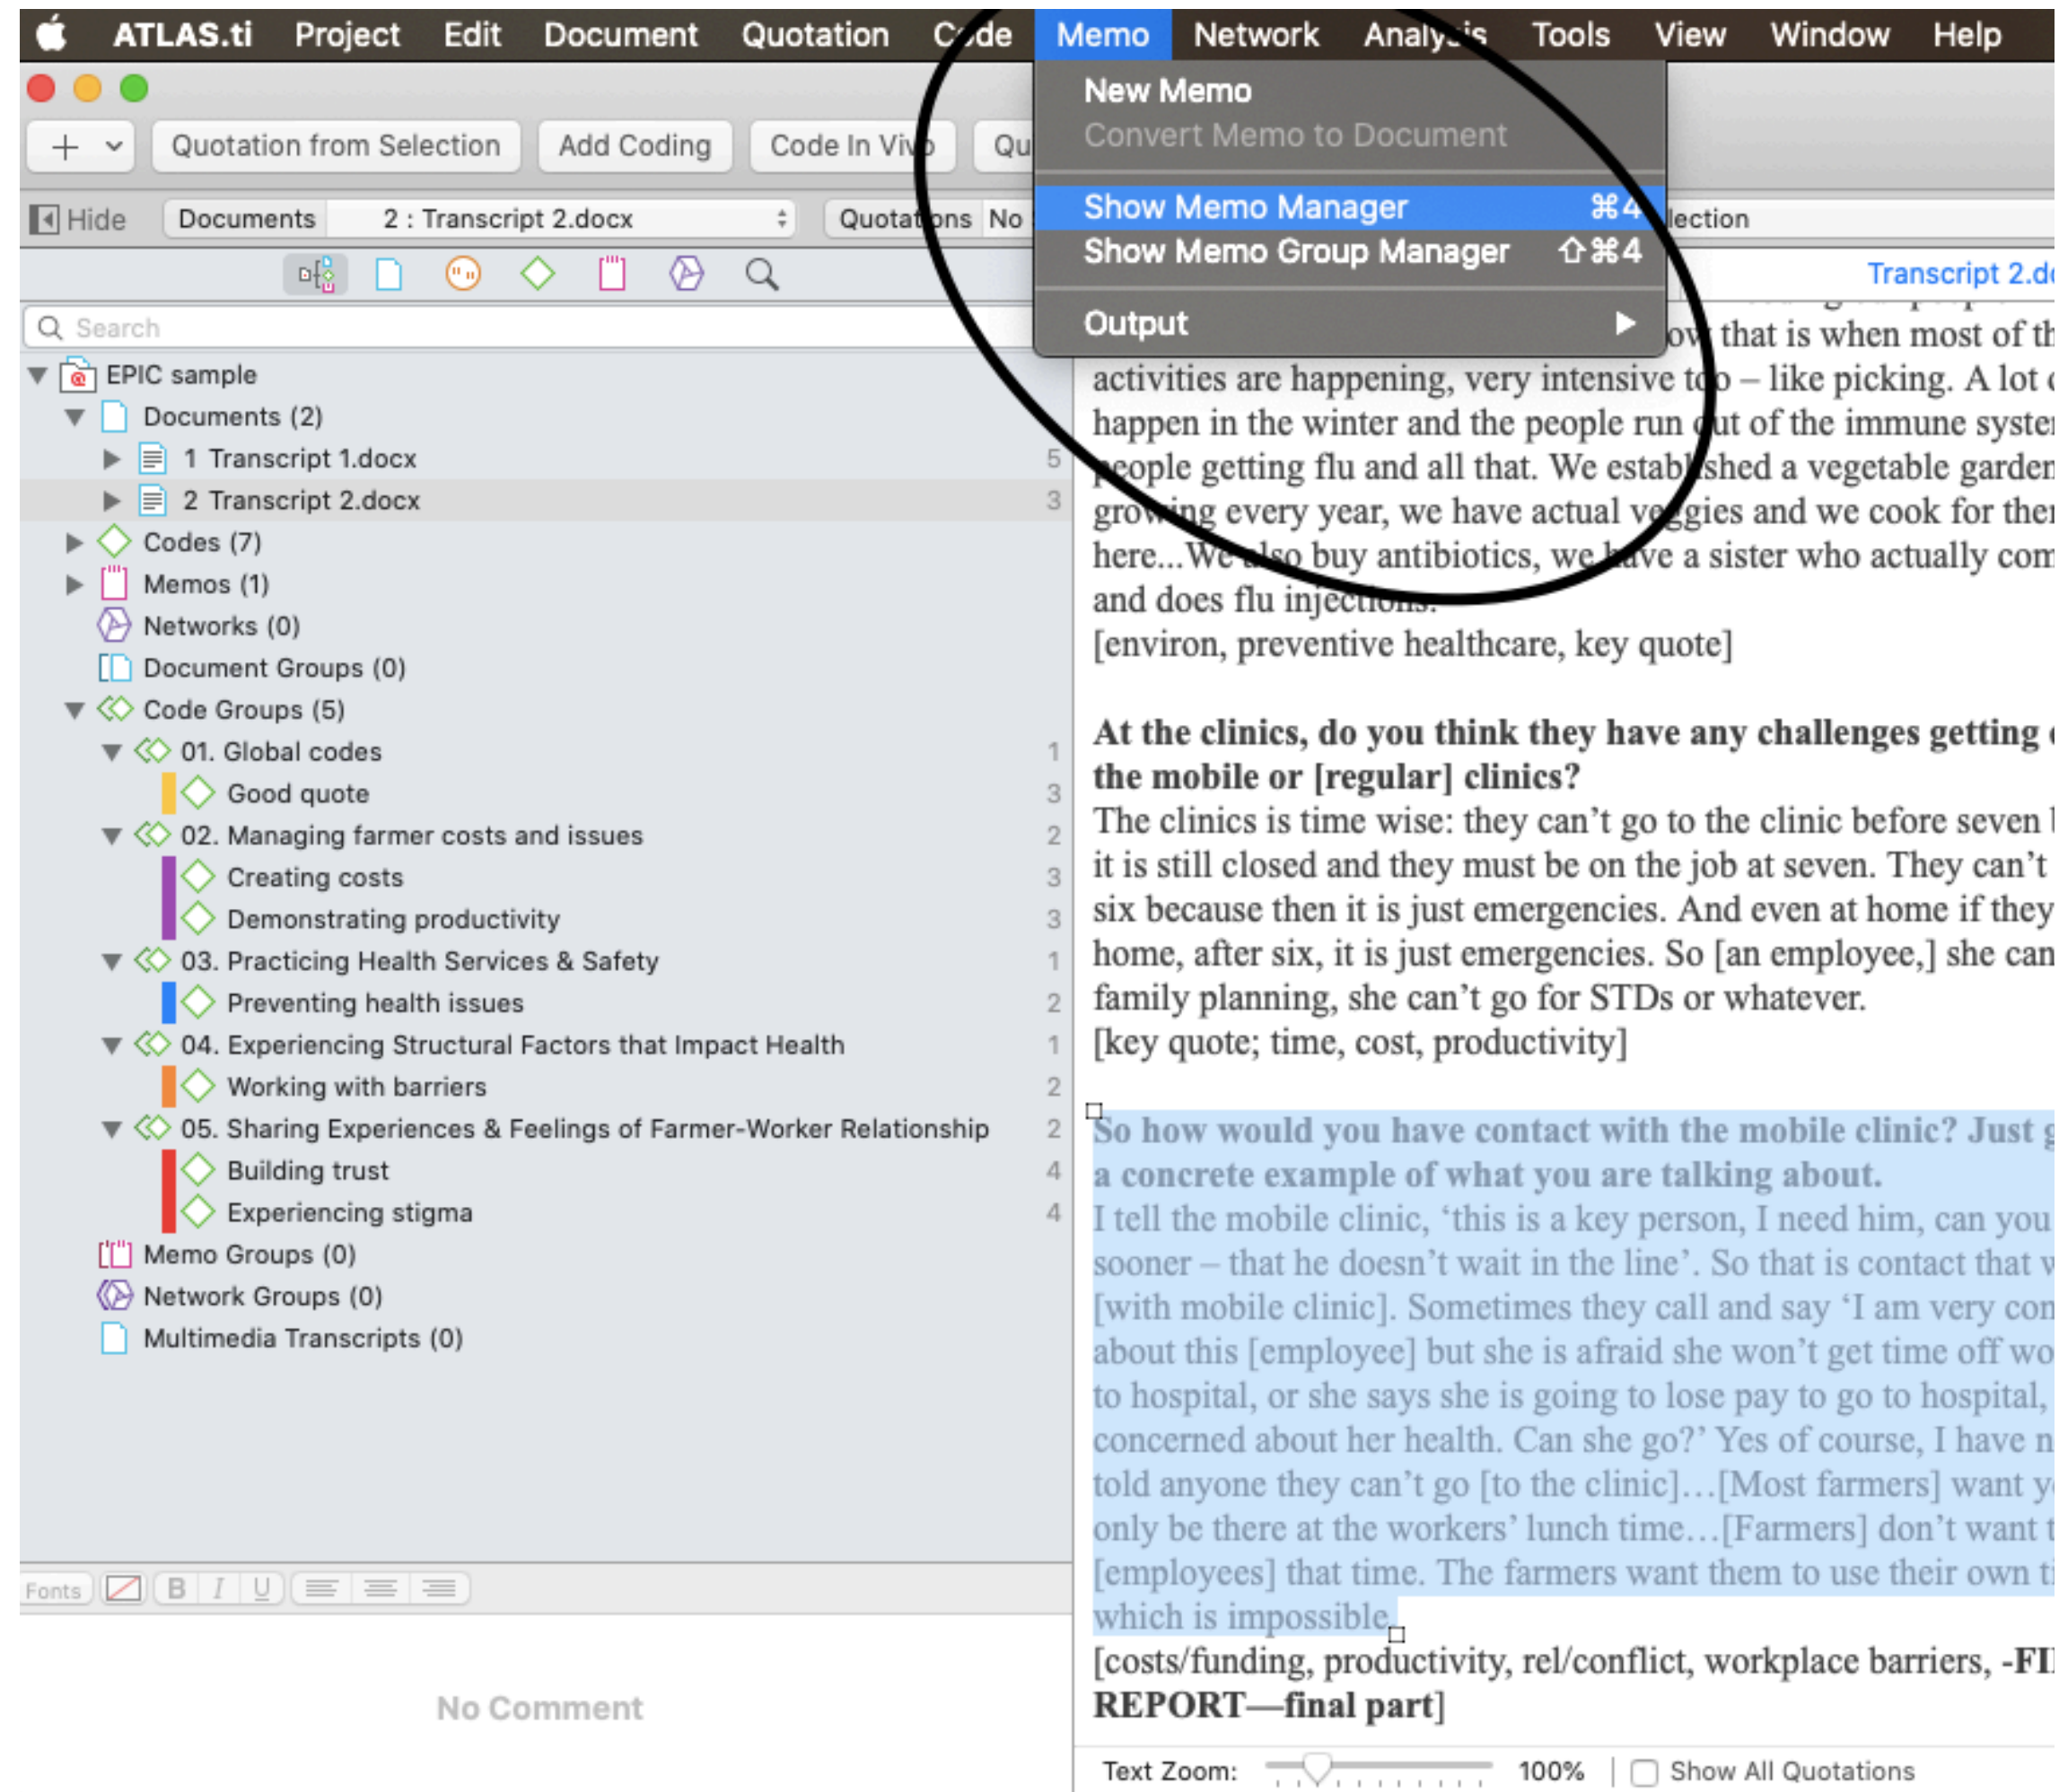 ATLAS.ti Project Edit Document Quotation Code Memo Network Analysis Tools View Window Help
New Memo
Convert Memo to Document
Show Memo Manager ⌘4
Show Memo Group Manager ⇧⌘4
Output
Quotation from Selection Add Coding Code In Vivo Qu
Hide Documents 2 : Transcript 2.docx Quotations No lection
Transcript 2.d
Search
EPIC sample
Documents (2)
1 Transcript 1.docx 5
2 Transcript 2.docx 3
Codes (7)
Memos (1)
Networks (0)
Document Groups (0)
Code Groups (5)
01. Global codes 1
Good quote 3
02. Managing farmer costs and issues 2
Creating costs 3
Demonstrating productivity 3
03. Practicing Health Services & Safety 1
Preventing health issues 2
04. Experiencing Structural Factors that Impact Health 1
Working with barriers 2
05. Sharing Experiences & Feelings of Farmer-Worker Relationship 2
Building trust 4
Experiencing stigma 4
Memo Groups (0)
Network Groups (0)
Multimedia Transcripts (0)
Fonts B I U
No Comment
ow that is when most of th
activities are happening, very intensive too – like picking. A lot
happen in the winter and the people run out of the immune syste
people getting flu and all that. We established a vegetable garden
growing every year, we have actual veggies and we cook for the
here...We also buy antibiotics, we have a sister who actually com
and does flu injections.
[environ, preventive healthcare, key quote]
At the clinics, do you think they have any challenges getting
the mobile or [regular] clinics?
The clinics is time wise: they can’t go to the clinic before seven
it is still closed and they must be on the job at seven. They can’t
six because then it is just emergencies. And even at home if they
home, after six, it is just emergencies. So [an employee,] she can
family planning, she can’t go for STDs or whatever.
[key quote; time, cost, productivity]
So how would you have contact with the mobile clinic? Just g
a concrete example of what you are talking about.
I tell the mobile clinic, ‘this is a key person, I need him, can you
sooner – that he doesn’t wait in the line’. So that is contact that
[with mobile clinic]. Sometimes they call and say ‘I am very con
about this [employee] but she is afraid she won’t get time off wo
to hospital, or she says she is going to lose pay to go to hospital,
concerned about her health. Can she go?’ Yes of course, I have n
told anyone they can’t go [to the clinic]…[Most farmers] want y
only be there at the workers’ lunch time…[Farmers] don’t want t
[employees] that time. The farmers want them to use their own ti
which is impossible.
[costs/funding, productivity, rel/conflict, workplace barriers, -FI
REPORT—final part]
Text Zoom: 100% Show All Quotations